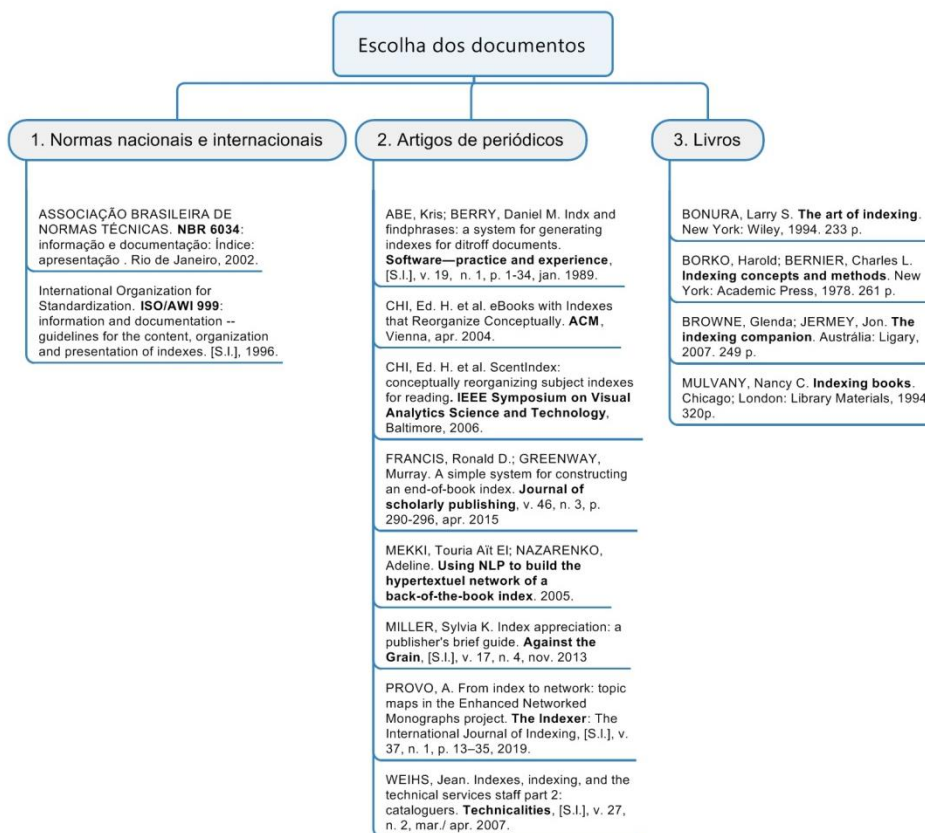 Escolha dos documentos
1. Normas nacionais e internacionais
ASSOCIAÇÃO BRASILEIRA DE
NORMAS TÉCNICAS. NBR 6034:
informação e documentação: Índice:
apresentação . Rio de Janeiro, 2002.
International Organization for
Standardization. ISO/AWI 999:
information and documentation --
guidelines for the content, organization
and presentation of indexes. [S.l.], 1996.
2. Artigos de periódicos
ABE, Kris; BERRY, Daniel M. Indx and
findphrases: a system for generating
indexes for ditroff documents.
Software—practice and experience,
[S.l.], v. 19, n. 1, p. 1-34, jan. 1989.
CHI, Ed. H. et al. eBooks with Indexes
that Reorganize Conceptually. ACM,
Vienna, apr. 2004.
CHI, Ed. H. et al. ScentIndex:
conceptually reorganizing subject indexes
for reading. IEEE Symposium on Visual
Analytics Science and Technology,
Baltimore, 2006.
FRANCIS, Ronald D.; GREENWAY,
Murray. A simple system for constructing
an end-of-book index. Journal of
scholarly publishing, v. 46, n. 3, p.
290-296, apr. 2015
MEKKI, Touria Aït El; NAZARENKO,
Adeline. Using NLP to build the
hypertextuel network of a
back-of-the-book index. 2005.
MILLER, Sylvia K. Index appreciation: a
publisher's brief guide. Against the
Grain, [S.l.], v. 17, n. 4, nov. 2013
PROVO, A. From index to network: topic
maps in the Enhanced Networked
Monographs project. The Indexer: The
International Journal of Indexing, [S.l.], v.
37, n. 1, p. 13–35, 2019.
WEIHS, Jean. Indexes, indexing, and the
technical services staff part 2:
cataloguers. Technicalities, [S.l.], v. 27,
n. 2, mar./ apr. 2007.
3. Livros
BONURA, Larry S. The art of indexing.
New York: Wiley, 1994. 233 p.
BORKO, Harold; BERNIER, Charles L.
Indexing concepts and methods. New
York: Academic Press, 1978. 261 p.
BROWNE, Glenda; JERMEY, Jon. The
indexing companion. Austrália: Ligary,
2007. 249 p.
MULVANY, Nancy C. Indexing books.
Chicago; London: Library Materials, 1994
320p.